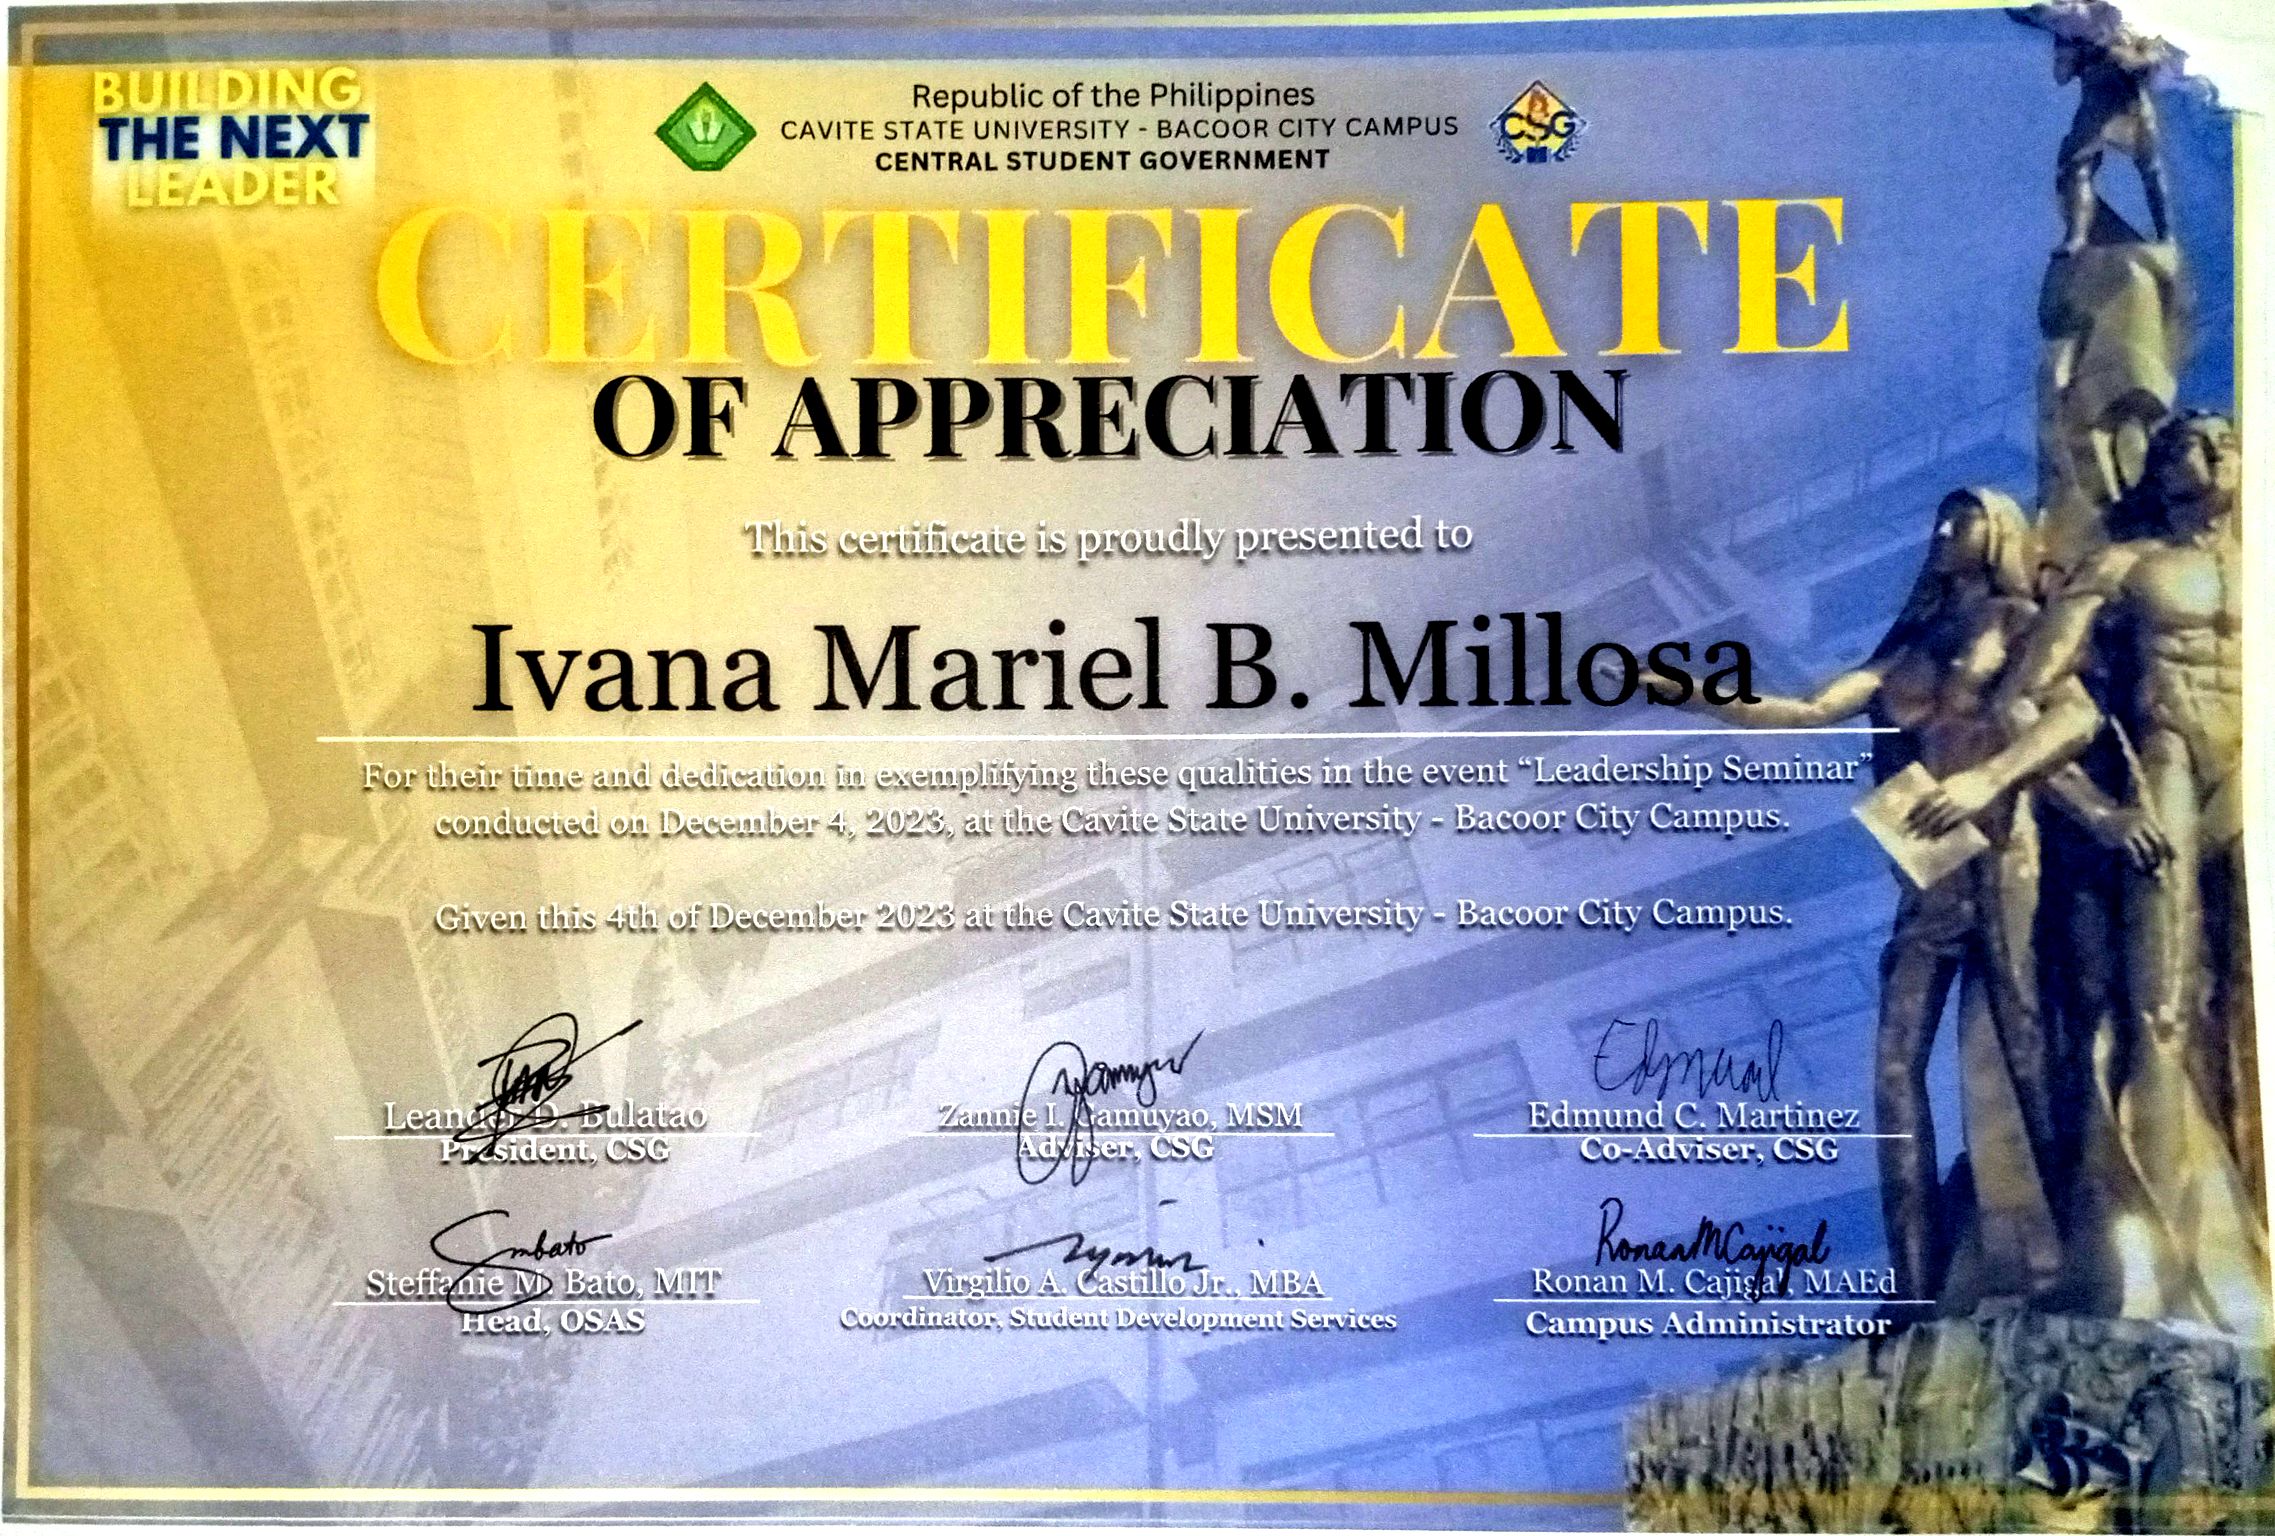 BUILDING
THE NEXT
LEADER
Republic of the Philippines
CAVITE STATE UNIVERSITY - BACOOR CITY CAMPUS
CENTRAL STUDENT GOVERNMENT
CSG
CERTIFICATE
OF APPRECIATION
This certificate is proudly presented to
Ivana Mariel B. Millosa
For their time and dedication in exemplifying these qualities in the event “Leadership Seminar”
conducted on December 4, 2023, at the Cavite State University - Bacoor City Campus.
Given this 4th of December 2023 at the Cavite State University - Bacoor City Campus.
Edmund
Leander D. Bulatao
President, CSG
Zannie I. Gamuyao, MSM
Adviser, CSG
Edmund C. Martinez
Co-Adviser, CSG
Smbato
RonanMCajigal
Steffanie M. Bato, MIT
Head, OSAS
Virgilio A. Castillo Jr., MBA
Coordinator, Student Development Services
Ronan M. Cajigal, MAEd
Campus Administrator